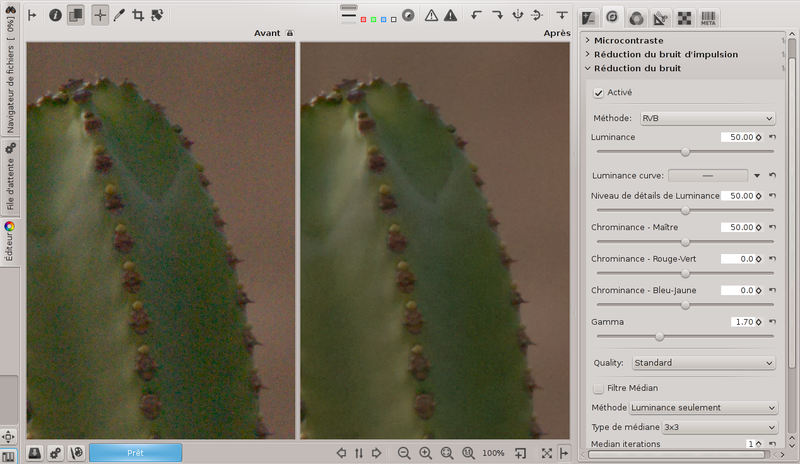 Navigateur de fichiers [ 0%]
File d'attente
Éditeur
Avant
Après
META
Microcontraste
Réduction du bruit d'impulsion
Réduction du bruit
Activé
Méthode: RVB
Luminance 50.00
Luminance curve:
Niveau de détails de Luminance 50.00
Chrominance - Maître 50.00
Chrominance - Rouge-Vert 0.0
Chrominance - Bleu-Jaune 0.0
Gamma 1.70
Quality: Standard
Filtre Médian
Méthode Luminance seulement
Type de médiane 3x3
Median iterations 1
Prêt
100%